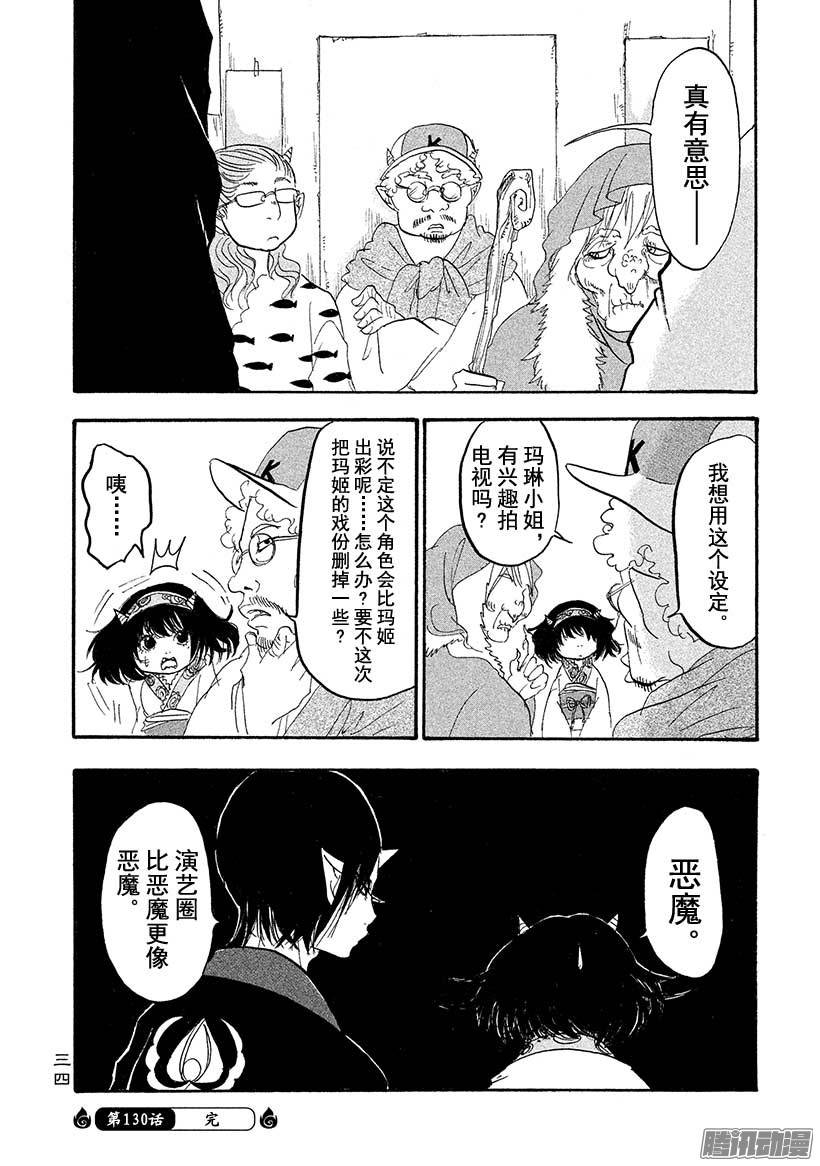 真有意思——
我想用这个设定。
玛琳小姐，
有兴趣拍
电视吗？
说不定这个角色会比玛姬
出彩呢……怎么办？要不这次
把玛姬的戏份删掉一些？
咦……
恶魔。
演艺圈
比恶魔更像
恶魔。
三四
第130话 完
K
K
K
腾讯动漫